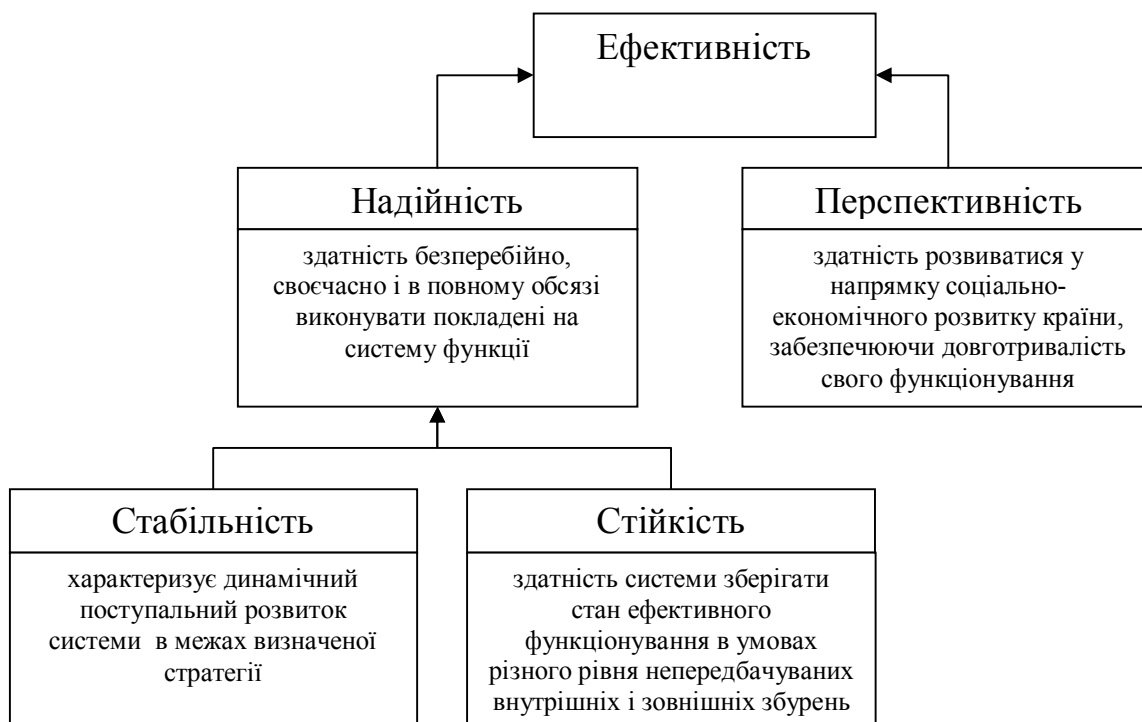 Ефективність
Надійність
здатність безперебійно,
своєчасно і в повному обсязі
виконувати покладені на
систему функції
Перспективність
здатність розвиватися у
напрямку соціально-
економічного розвитку країни,
забезпечуючи довготривалість
свого функціонування
Стабільність
характеризує динамічний
поступальний розвиток
системи в межах визначеної
стратегії
Стійкість
здатність системи зберігати
стан ефективного
функціонування в умовах
різного рівня непередбачуваних
внутрішніх і зовнішніх збурень